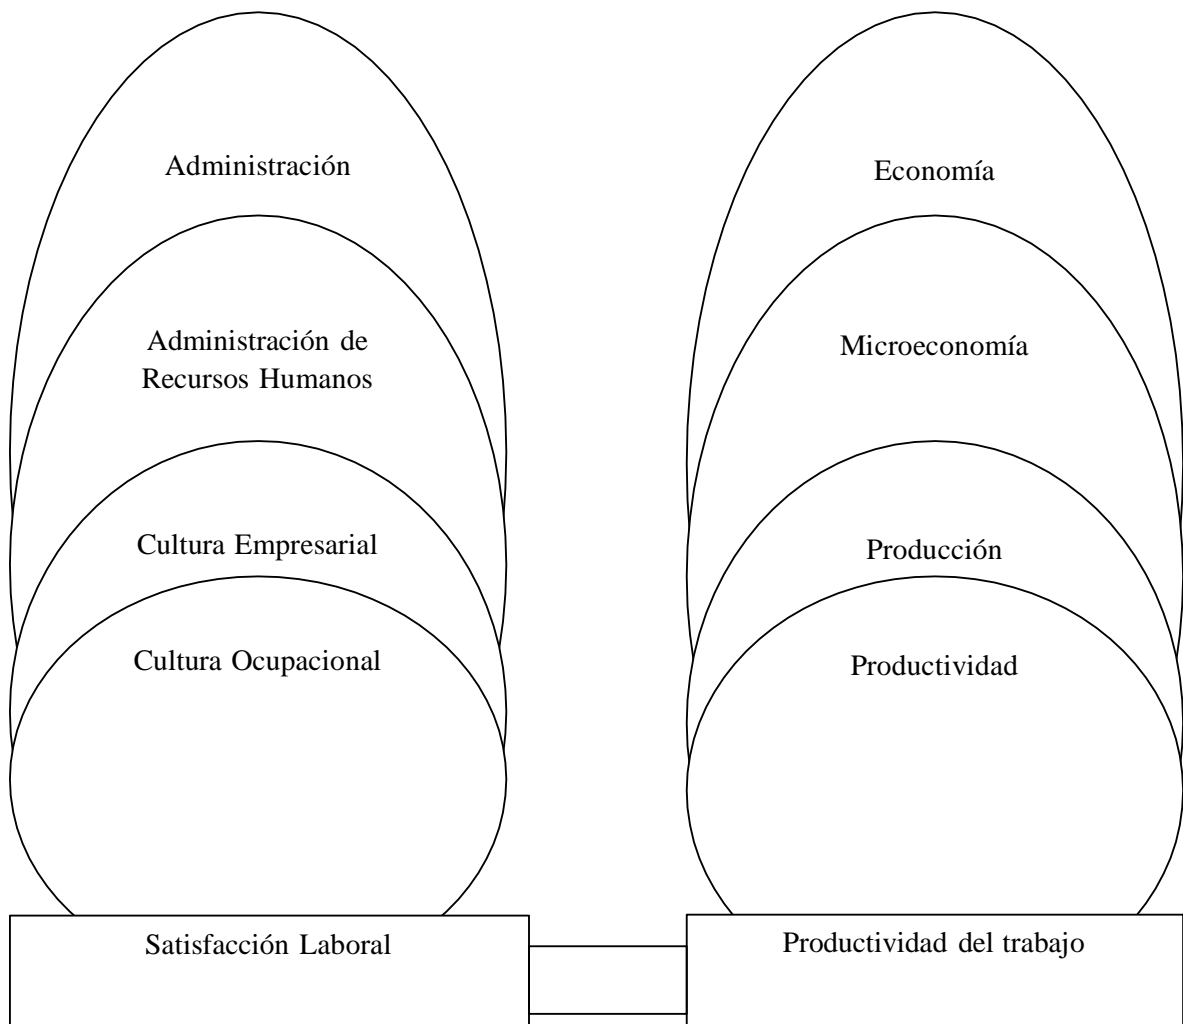 Administración
Administración de
Recursos Humanos
Cultura Empresarial
Cultura Ocupacional
Satisfacción Laboral
Economía
Microeconomía
Producción
Productividad
Productividad del trabajo